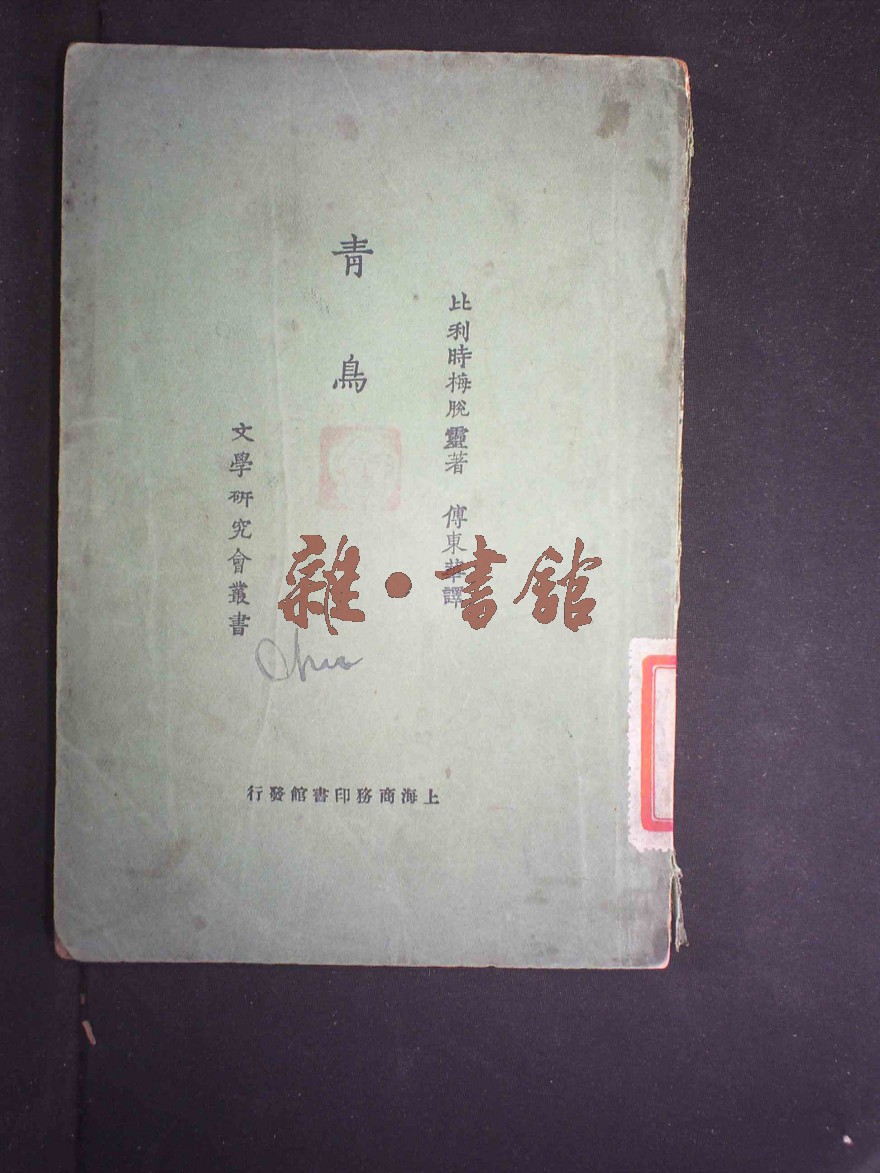 比利時梅脫靈著 傅東華譯
青鳥
文學研究會叢書
上海商務印書館發行
雜·書館